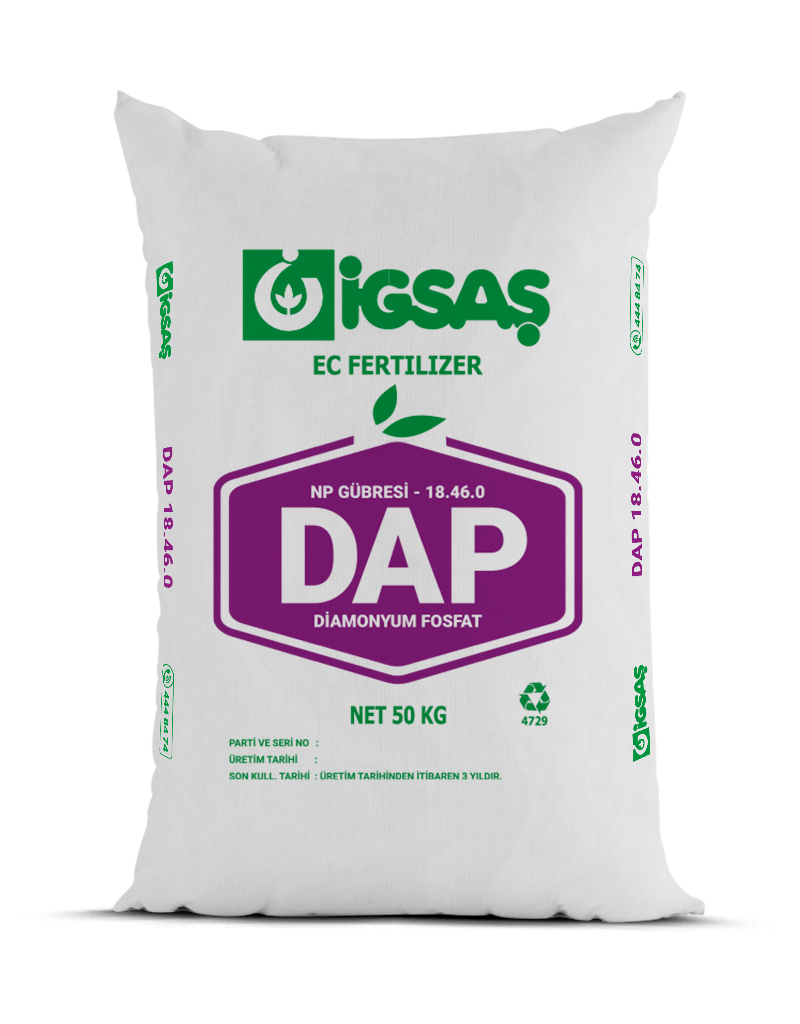 İGSAŞ
EC FERTILIZER
NP GÜBRESİ - 18.46.0
DAP
DİAMONYUM FOSFAT
NET 50 KG
4729
PARTİ VE SERİ NO :
ÜRETİM TARİHİ :
SON KULL. TARİHİ : ÜRETİM TARİHİNDEN İTİBAREN 3 YILDIR.
İGSAŞ
DAP 18.46.0
444 84 74
444 84 74
DAP 18.46.0
İGSAŞ